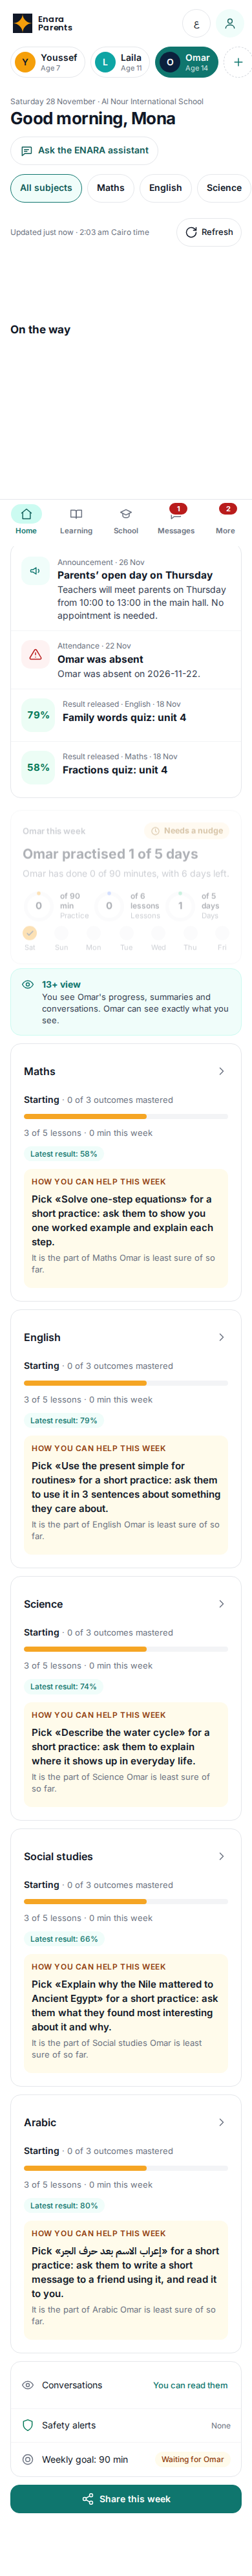 Enara
Parents
ع
Y Youssef
Age 7
L Laila
Age 11
O Omar
Age 14
Saturday 28 November · Al Nour International School
Good morning, Mona
Ask the ENARA assistant
All subjects
Maths
English
Science
Updated just now · 2:03 am Cairo time
Refresh
On the way
1
2
Home
Learning
School
Messages
More
Announcement · 26 Nov
Parents' open day on Thursday
Teachers will meet parents on Thursday
from 10:00 to 13:00 in the main hall. No
appointment is needed.
Attendance · 22 Nov
Omar was absent
Omar was absent on 2026-11-22.
Result released · English · 18 Nov
79%
Family words quiz: unit 4
Result released · Maths · 18 Nov
58%
Fractions quiz: unit 4
Omar this week
Needs a nudge
Omar practised 1 of 5 days
Omar has done 0 of 90 minutes, with 6 days left.
0
of 90
min
Practice
0
of 6
lessons
Lessons
1
of 5
days
Days
Sat
Sun
Mon
Tue
Wed
Thu
Fri
13+ view
You see Omar's progress, summaries and
conversations. Omar can see exactly what you
see.
Maths
Starting · 0 of 3 outcomes mastered
3 of 5 lessons · 0 min this week
Latest result: 58%
HOW YOU CAN HELP THIS WEEK
Pick «Solve one-step equations» for a
short practice: ask them to show you
one worked example and explain each
step.
It is the part of Maths Omar is least sure of so
far.
English
Starting · 0 of 3 outcomes mastered
3 of 5 lessons · 0 min this week
Latest result: 79%
HOW YOU CAN HELP THIS WEEK
Pick «Use the present simple for
routines» for a short practice: ask them
to use it in 3 sentences about something
they care about.
It is the part of English Omar is least sure of so
far.
Science
Starting · 0 of 3 outcomes mastered
3 of 5 lessons · 0 min this week
Latest result: 74%
HOW YOU CAN HELP THIS WEEK
Pick «Describe the water cycle» for a
short practice: ask them to explain
where it shows up in everyday life.
It is the part of Science Omar is least sure of
so far.
Social studies
Starting · 0 of 3 outcomes mastered
3 of 5 lessons · 0 min this week
Latest result: 66%
HOW YOU CAN HELP THIS WEEK
Pick «Explain why the Nile mattered to
Ancient Egypt» for a short practice: ask
them what they found most interesting
about it and why.
It is the part of Social studies Omar is least
sure of so far.
Arabic
Starting · 0 of 3 outcomes mastered
3 of 5 lessons · 0 min this week
Latest result: 80%
HOW YOU CAN HELP THIS WEEK
Pick «إعراب الاسم بعد حرف الجر» for a short
practice: ask them to write a short
message to a friend using it, and read it
to you.
It is the part of Arabic Omar is least sure of so
far.
Conversations
You can read them
Safety alerts
None
Weekly goal: 90 min
Waiting for Omar
Share this week